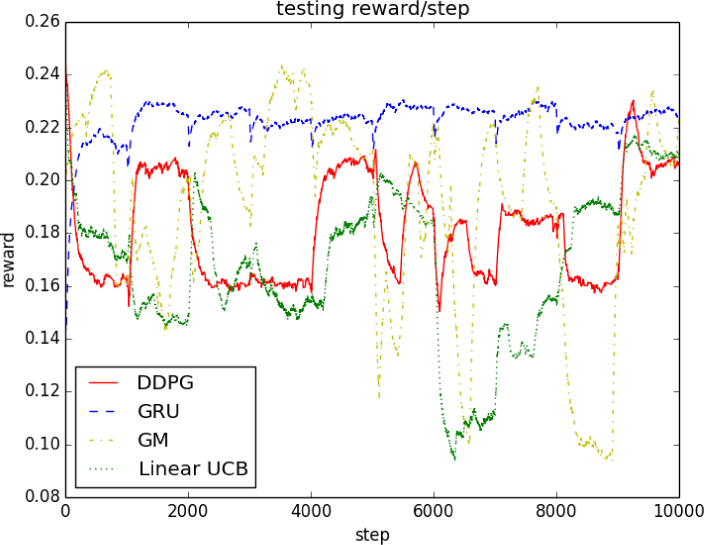 testing reward/step
0.26
0.24
0.22
0.20
0.18
0.16
0.14
0.12
0.10
0.08
reward
DDPG
GRU
GM
Linear UCB
0 2000 4000 6000 8000 10000
step